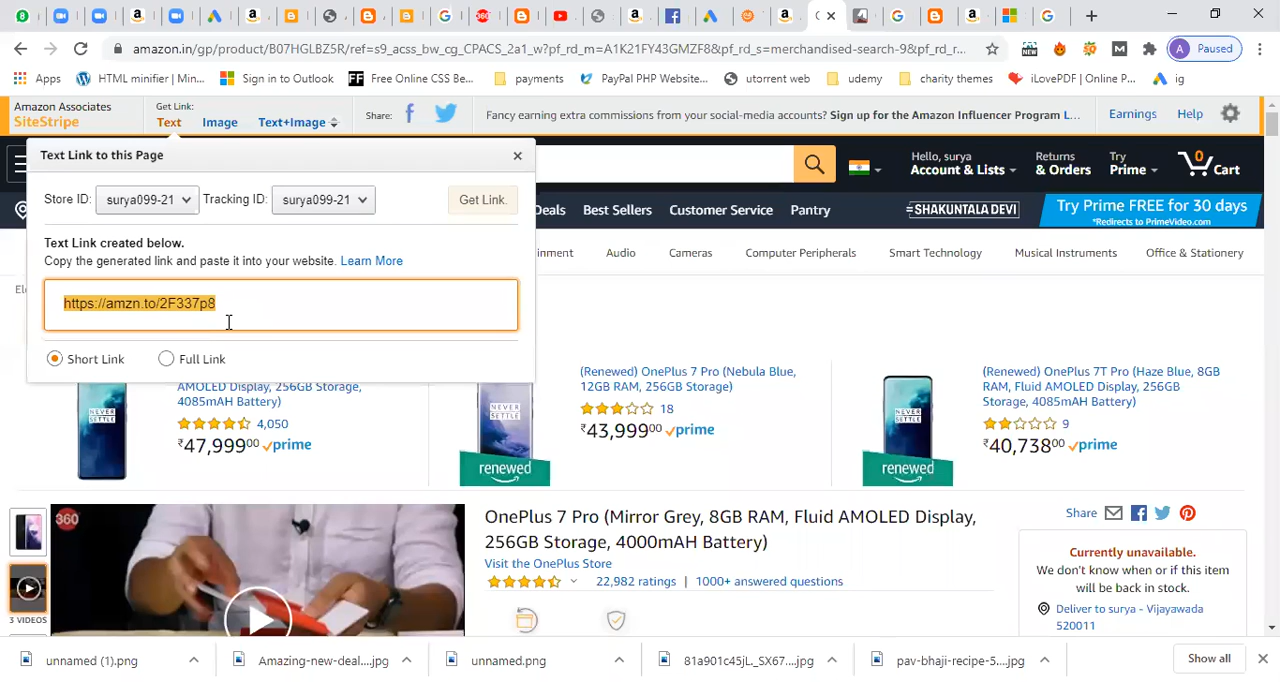 8
360
Paused
amazon.in/gp/product/B07HGLBZ5R/ref=s9_acss_bw_cg_CPACS_2a1_w?pf_rd_m=A1K21FY43GMZF8&pf_rd_s=merchandised-search-9&pf_rd_r...
Apps HTML minifier | Min... Sign in to Outlook FF Free Online CSS Be... payments PayPal PHP Website... utorrent web udemy charity themes iLovePDF | Online P... ig
Amazon Associates
SiteStripe
Get Link:
Text Image Text+Image
Share:
Fancy earning extra commissions from your social-media accounts? Sign up for the Amazon Influencer Program L...
Earnings Help
Text Link to this Page
Store ID: surya099-21 Tracking ID: surya099-21 Get Link.
Text Link created below.
Copy the generated link and paste it into your website. Learn More
https://amzn.to/2F337p8
Short Link Full Link
Hello, surya
Account & Lists
Returns
& Orders
Try
Prime
0
Cart
Deals Best Sellers Customer Service Pantry
SHAKUNTALA DEVI
Try Prime FREE for 30 days
*Redirects to PrimeVideo.com
inment Audio Cameras Computer Peripherals Smart Technology Musical Instruments Office & Stationery
Ele
AMOLED Display, 256GB Storage,
4085mAH Battery)
4,050
₹47,999⁰⁰ prime
NEVER SETTLE
(Renewed) OnePlus 7 Pro (Nebula Blue,
12GB RAM, 256GB Storage)
18
₹43,999⁰⁰ prime
NEVER SETTLE
renewed
(Renewed) OnePlus 7T Pro (Haze Blue, 8GB
RAM, Fluid AMOLED Display, 256GB
Storage, 4085mAH Battery)
9
₹40,738⁰⁰ prime
NEVER SETTLE
renewed
3 VIDEOS
360
OnePlus 7 Pro (Mirror Grey, 8GB RAM, Fluid AMOLED Display,
256GB Storage, 4000mAH Battery)
Visit the OnePlus Store
22,982 ratings | 1000+ answered questions
Share
Currently unavailable.
We don't know when or if this item
will be back in stock.
Deliver to surya - Vijayawada
520011
unnamed (1).png Amazing-new-deal....jpg unnamed.png 81a901c45jL._SX67....jpg pav-bhaji-recipe-5....jpg Show all